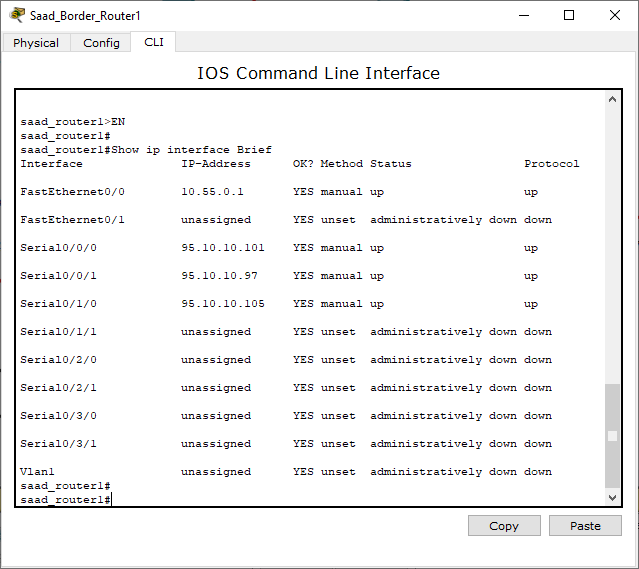 Saad_Border_Router1
Physical Config CLI
IOS Command Line Interface
saad_router1>EN
saad_router1#
saad_router1#Show ip interface Brief
Interface IP-Address OK? Method Status Protocol
FastEthernet0/0 10.55.0.1 YES manual up up
FastEthernet0/1 unassigned YES unset administratively down down
Serial0/0/0 95.10.10.101 YES manual up up
Serial0/0/1 95.10.10.97 YES manual up up
Serial0/1/0 95.10.10.105 YES manual up up
Serial0/1/1 unassigned YES unset administratively down down
Serial0/2/0 unassigned YES unset administratively down down
Serial0/2/1 unassigned YES unset administratively down down
Serial0/3/0 unassigned YES unset administratively down down
Serial0/3/1 unassigned YES unset administratively down down
Vlan1 unassigned YES unset administratively down down
saad_router1#
saad_router1#
Copy Paste